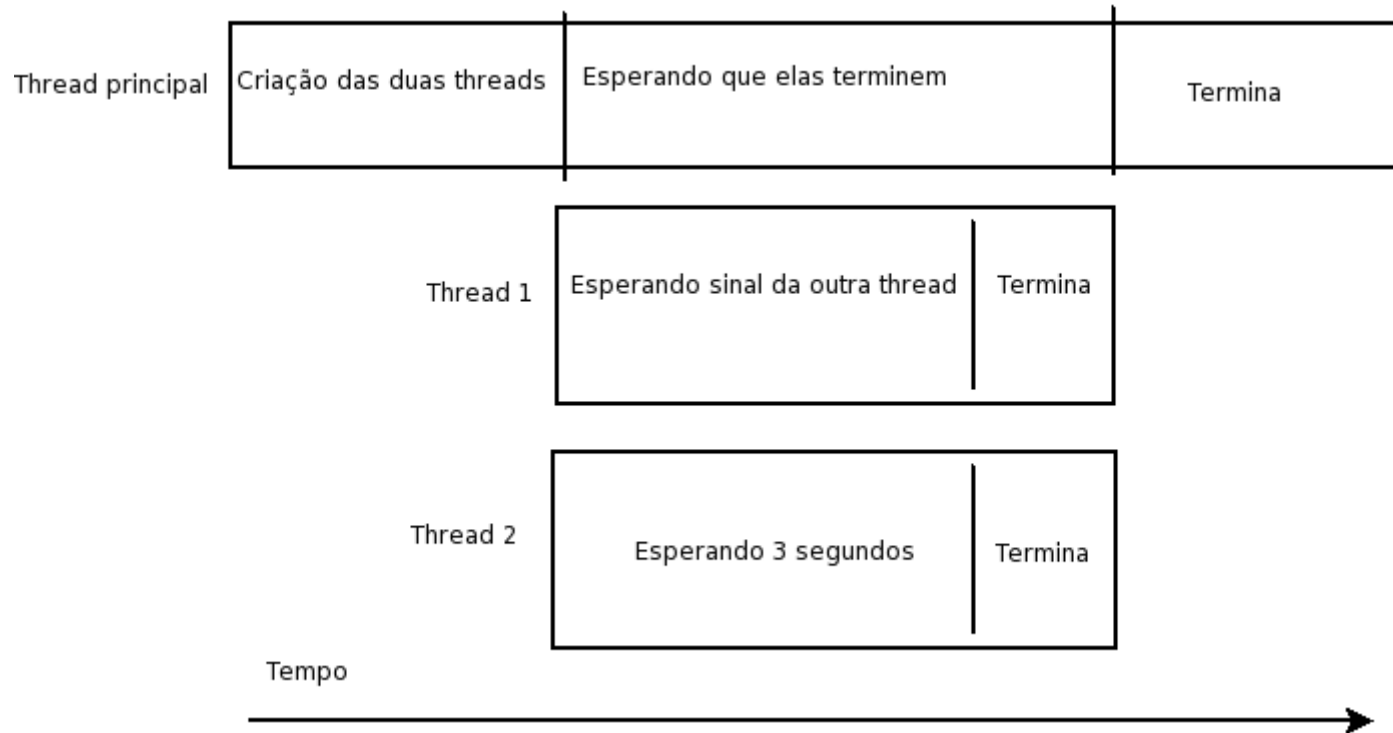 Thread principal
Criação das duas threads
Esperando que elas terminem
Termina
Thread 1
Esperando sinal da outra thread
Termina
Thread 2
Esperando 3 segundos
Termina
Tempo